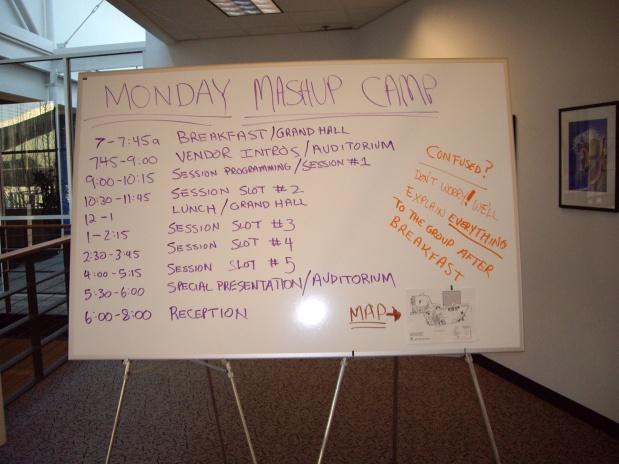 MONDAY MASHUP CAMP
7-7:45a BREAKFAST/GRAND HALL
745-9:00 VENDOR INTROS/AUDITORIUM
9:00-10:15 SESSION PROGRAMMING/SESSION #1
10:30-11:45 SESSION SLOT #2
12-1 LUNCH/GRAND HALL
1-2:15 SESSION SLOT #3
2:30-3:45 SESSION SLOT #4
4:00-5:15 SESSION SLOT #5
5:30-6:00 SPECIAL PRESENTATION/AUDITORIUM
6:00-8:00 RECEPTION
CONFUSED?
DON'T WORRY! WE'LL
EXPLAIN EVERYTHING
TO THE GROUP AFTER
BREAKFAST
MAP→